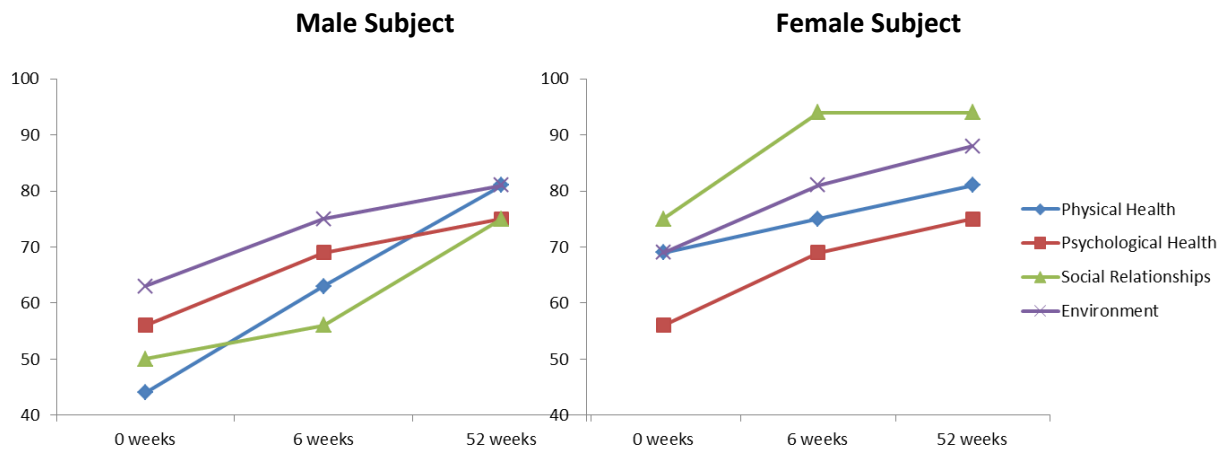 Male Subject
Female Subject
100
90
80
70
60
50
40
0 weeks
6 weeks
52 weeks
100
90
80
70
60
50
40
0 weeks
6 weeks
52 weeks
Physical Health
Psychological Health
Social Relationships
Environment